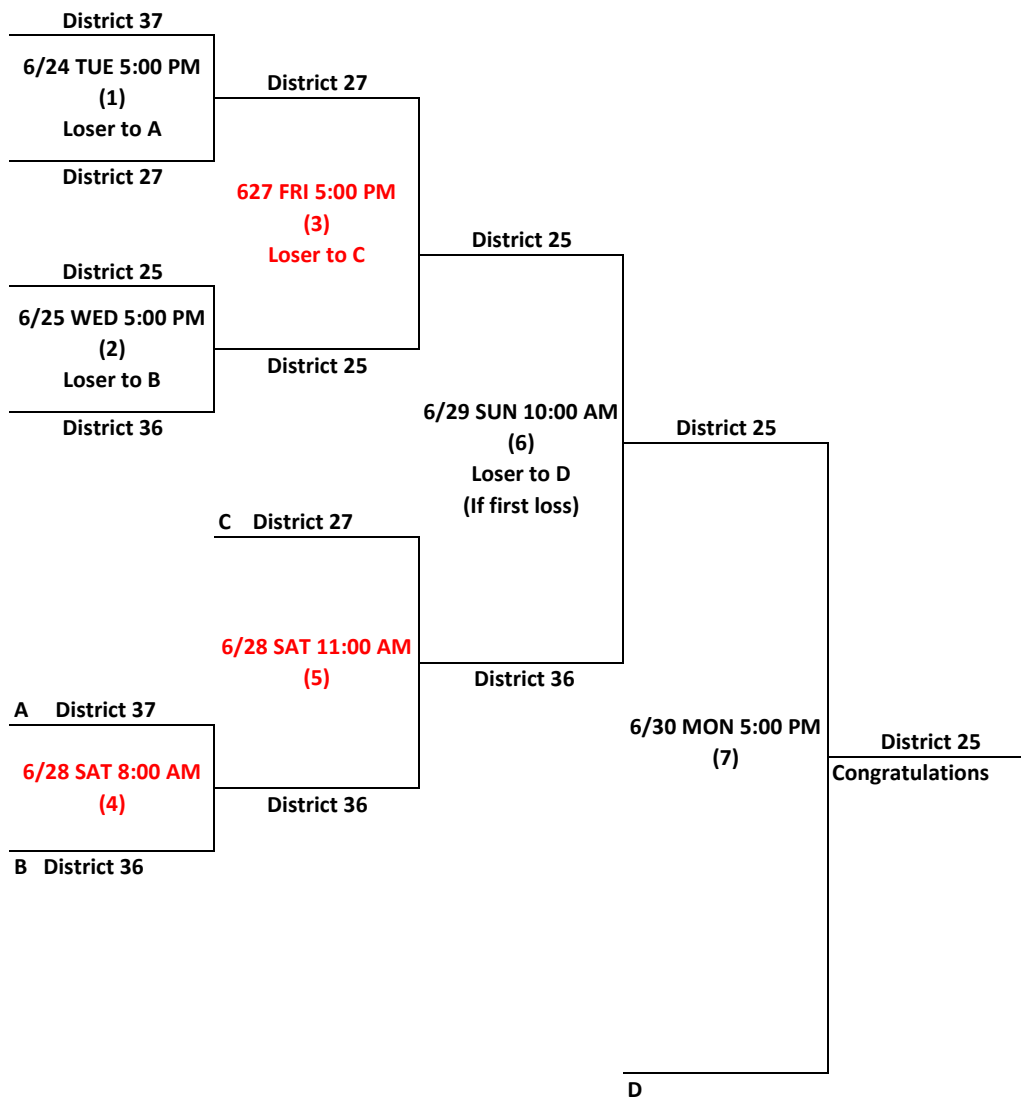 District 37
6/24 TUE 5:00 PM
(1)
Loser to A
District 27
District 27
627 FRI 5:00 PM
(3)
Loser to C
District 25
6/25 WED 5:00 PM
(2)
Loser to B
District 36
District 25
District 25
6/29 SUN 10:00 AM
(6)
Loser to D
(If first loss)
District 25
C District 27
6/28 SAT 11:00 AM
(5)
District 36
A District 37
6/28 SAT 8:00 AM
(4)
B District 36
District 36
6/30 MON 5:00 PM
(7)
District 25
Congratulations
D